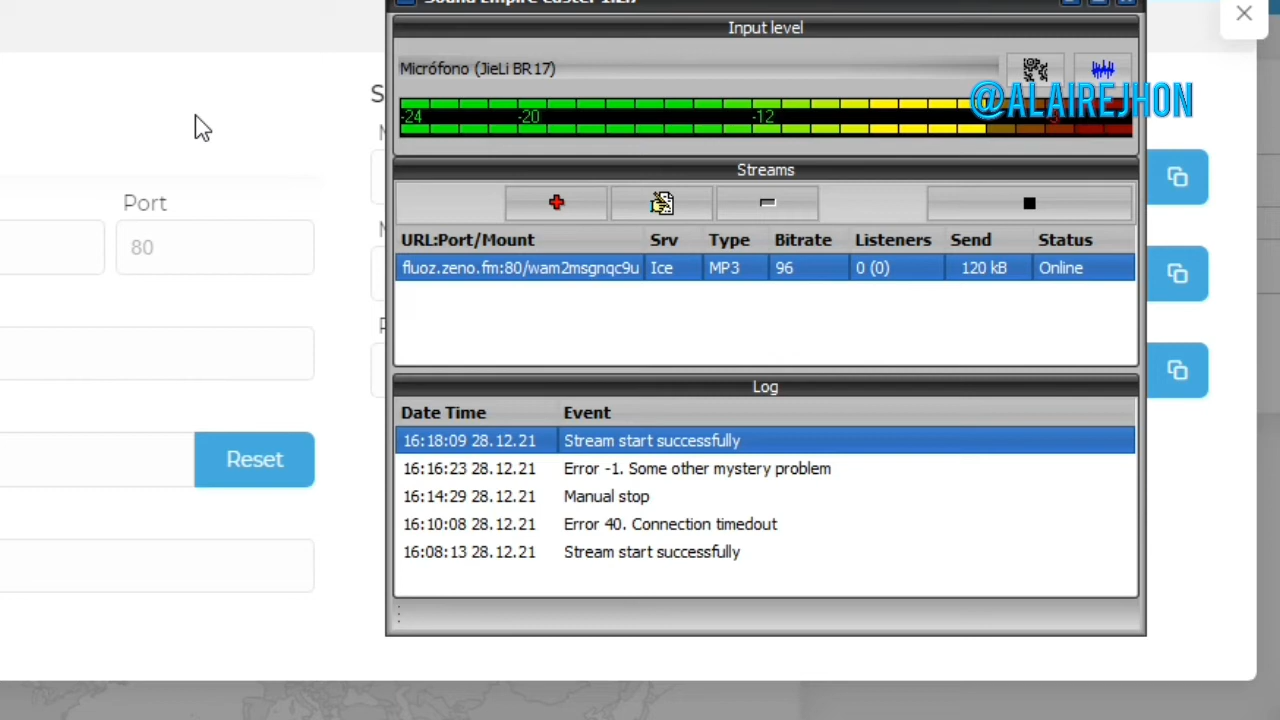 Input level
Micrófono (JieLi BR17)
@ALAIREJHON
-24 -20 -12 -3
Streams
Port
80
URL:Port/Mount Srv Type Bitrate Listeners Send Status
fluoz.zeno.fm:80/wam2msgnqc9u Ice MP3 96 0 (0) 120 kB Online
Log
Date Time Event
16:18:09 28.12.21 Stream start successfully
Reset
16:16:23 28.12.21 Error -1. Some other mystery problem
16:14:29 28.12.21 Manual stop
16:10:08 28.12.21 Error 40. Connection timedout
16:08:13 28.12.21 Stream start successfully